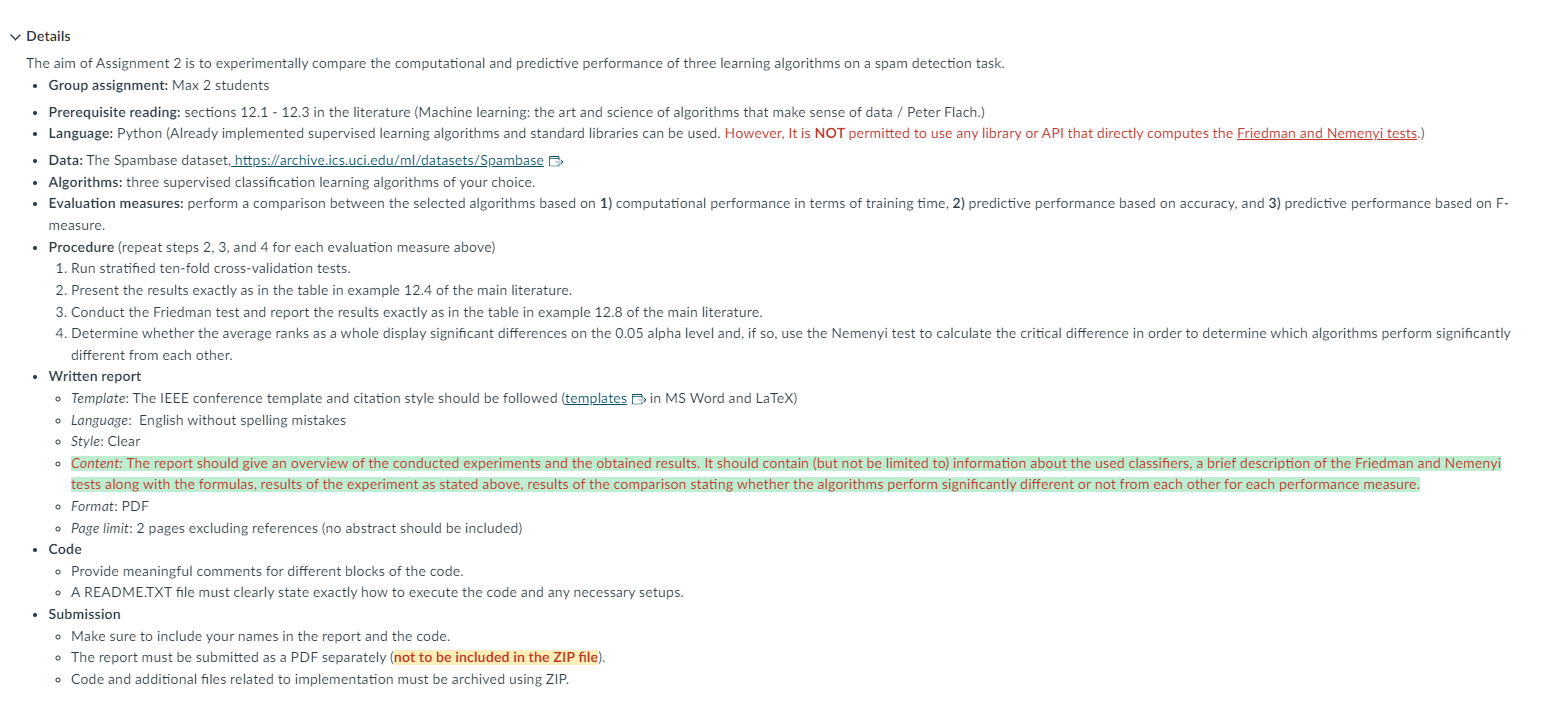 Details
The aim of Assignment 2 is to experimentally compare the computational and predictive performance of three learning algorithms on a spam detection task.
• Group assignment: Max 2 students
• Prerequisite reading: sections 12.1 - 12.3 in the literature (Machine learning: the art and science of algorithms that make sense of data / Peter Flach.)
• Language: Python (Already implemented supervised learning algorithms and standard libraries can be used. However, It is NOT permitted to use any library or API that directly computes the Friedman and Nemenyi tests.)
• Data: The Spambase dataset, https://archive.ics.uci.edu/ml/datasets/Spambase
• Algorithms: three supervised classification learning algorithms of your choice.
• Evaluation measures: perform a comparison between the selected algorithms based on 1) computational performance in terms of training time, 2) predictive performance based on accuracy, and 3) predictive performance based on F-
measure.
• Procedure (repeat steps 2, 3, and 4 for each evaluation measure above)
1. Run stratified ten-fold cross-validation tests.
2. Present the results exactly as in the table in example 12.4 of the main literature.
3. Conduct the Friedman test and report the results exactly as in the table in example 12.8 of the main literature.
4. Determine whether the average ranks as a whole display significant differences on the 0.05 alpha level and, if so, use the Nemenyi test to calculate the critical difference in order to determine which algorithms perform significantly
different from each other.
• Written report
◦ Template: The IEEE conference template and citation style should be followed (templates in MS Word and LaTeX)
◦ Language: English without spelling mistakes
◦ Style: Clear
◦ Content: The report should give an overview of the conducted experiments and the obtained results. It should contain (but not be limited to) information about the used classifiers, a brief description of the Friedman and Nemenyi
tests along with the formulas, results of the experiment as stated above, results of the comparison stating whether the algorithms perform significantly different or not from each other for each performance measure.
◦ Format: PDF
◦ Page limit: 2 pages excluding references (no abstract should be included)
• Code
◦ Provide meaningful comments for different blocks of the code.
◦ A README.TXT file must clearly state exactly how to execute the code and any necessary setups.
• Submission
◦ Make sure to include your names in the report and the code.
◦ The report must be submitted as a PDF separately (not to be included in the ZIP file).
◦ Code and additional files related to implementation must be archived using ZIP.